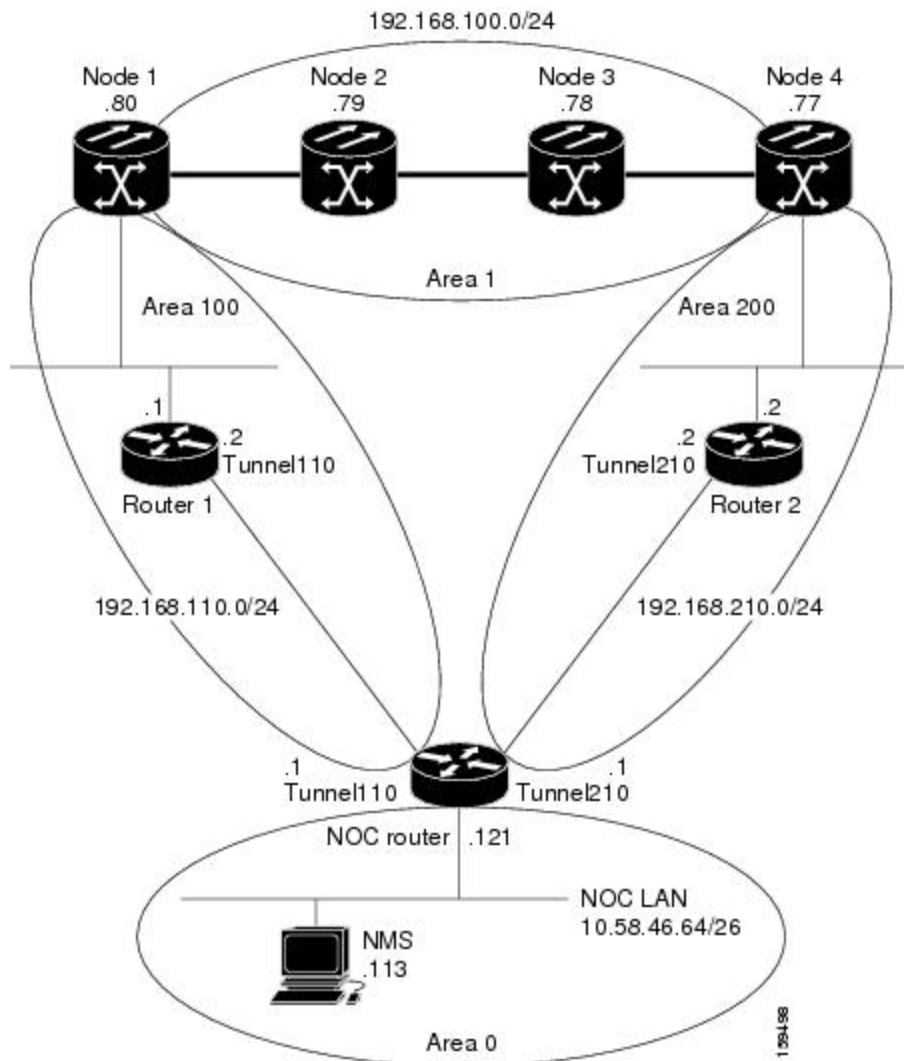 192.168.100.0/24
Node 1
.80
Node 2
.79
Node 3
.78
Node 4
.77
Area 1
Area 100
Area 200
.1
.2
Tunnel110
Router 1
.2
.2
Tunnel210
Router 2
192.168.110.0/24
192.168.210.0/24
.1
Tunnel110
.1
Tunnel210
NOC router
.121
NOC LAN
10.58.46.64/26
NMS
.113
Area 0
159498